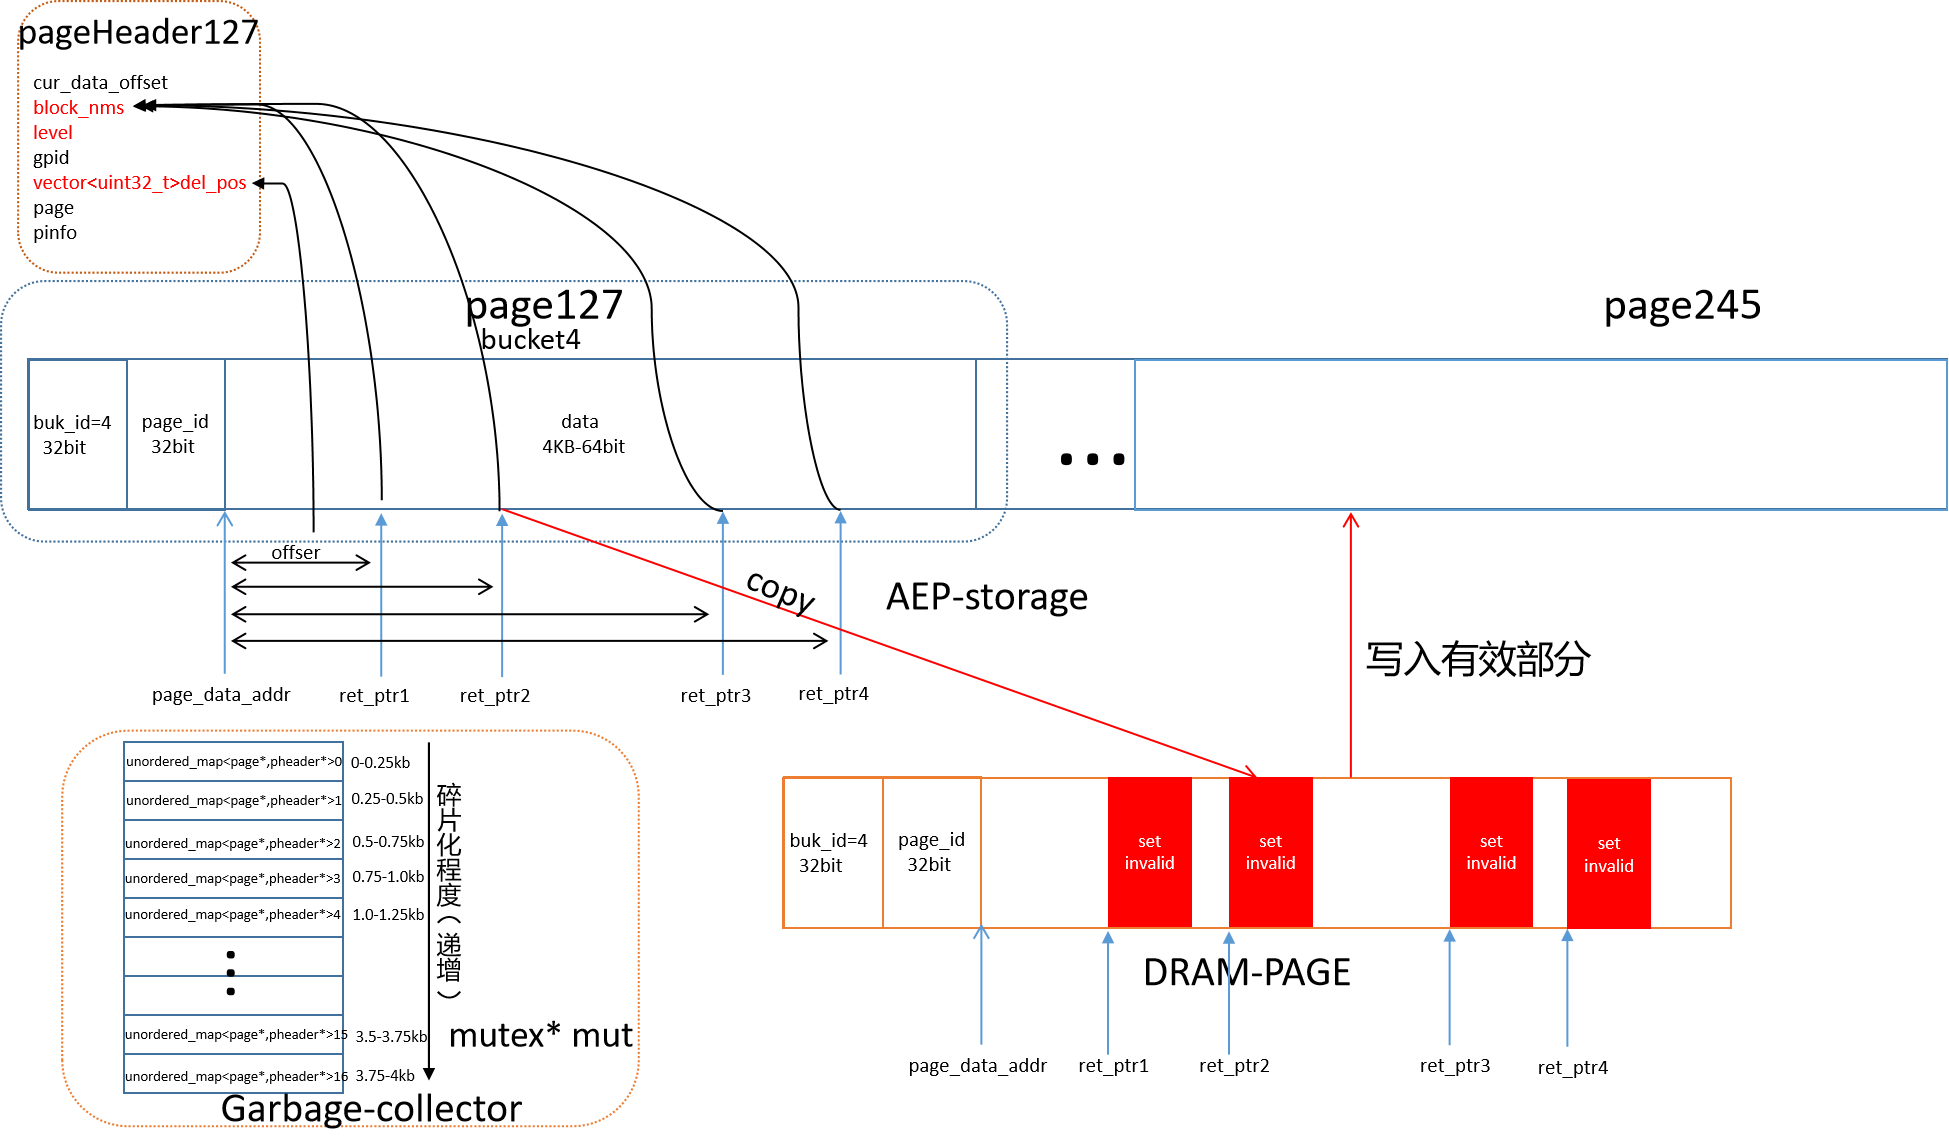 pageHeader127
cur_data_offset
block_nms
level
gpid
vector<uint32_t>del_pos
page
pinfo
page127
bucket4
page245
buk_id=4
32bit
page_id
32bit
data
4KB-64bit
...
offser
copy
AEP-storage
写入有效部分
page_data_addr
ret_ptr1
ret_ptr2
ret_ptr3
ret_ptr4
unordered_map<page*,pheader*>0
0-0.25kb
unordered_map<page*,pheader*>1
0.25-0.5kb
unordered_map<page*,pheader*>2
0.5-0.75kb
unordered_map<page*,pheader*>3
0.75-1.0kb
unordered_map<page*,pheader*>4
1.0-1.25kb
...
unordered_map<page*,pheader*>15
3.5-3.75kb
unordered_map<page*,pheader*>16
3.75-4kb
碎片化程度（递增）
mutex* mut
Garbage-collector
buk_id=4
32bit
page_id
32bit
set
invalid
set
invalid
set
invalid
set
invalid
DRAM-PAGE
page_data_addr
ret_ptr1
ret_ptr2
ret_ptr3
ret_ptr4